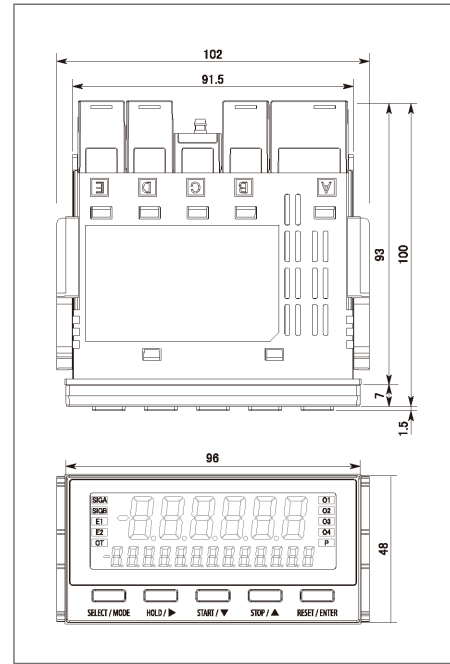 102
91.5
E D C B A
93
100
7
1.5
96
SIGA
SIGB
E1
E2
OT
O1
O2
O3
O4
P
48
SELECT / MODE HOLD / ▶ START / ▼ STOP / ▲ RESET / ENTER